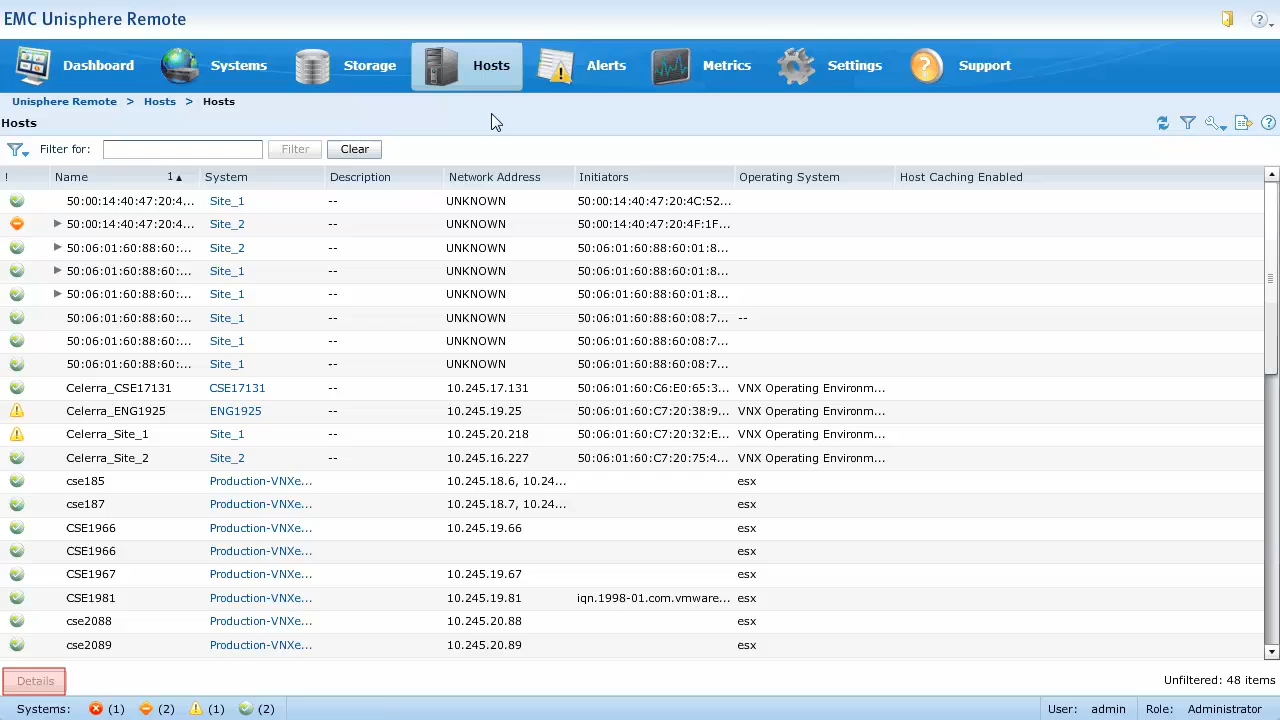 EMC Unisphere Remote
Dashboard Systems Storage Hosts Alerts Metrics Settings Support
Unisphere Remote > Hosts > Hosts
Hosts
Filter for: Filter Clear
! Name 1 System Description Network Address Initiators Operating System Host Caching Enabled
50:00:14:40:47:20:4... Site_1 -- UNKNOWN 50:00:14:40:47:20:4C:52...
50:00:14:40:47:20:4... Site_2 -- UNKNOWN 50:00:14:40:47:20:4F:1F...
50:06:01:60:88:60:... Site_2 -- UNKNOWN 50:06:01:60:88:60:01:8...
50:06:01:60:88:60:... Site_1 -- UNKNOWN 50:06:01:60:88:60:01:8...
50:06:01:60:88:60:... Site_1 -- UNKNOWN 50:06:01:60:88:60:01:8...
50:06:01:60:88:60:... Site_1 -- UNKNOWN 50:06:01:60:88:60:08:7... --
50:06:01:60:88:60:... Site_1 -- UNKNOWN 50:06:01:60:88:60:08:7...
50:06:01:60:88:60:... Site_1 -- UNKNOWN 50:06:01:60:88:60:08:7...
Celerra_CSE17131 CSE17131 -- 10.245.17.131 50:06:01:60:C6:E0:65:3... VNX Operating Environm...
Celerra_ENG1925 ENG1925 -- 10.245.19.25 50:06:01:60:C7:20:38:9... VNX Operating Environm...
Celerra_Site_1 Site_1 -- 10.245.20.218 50:06:01:60:C7:20:32:E... VNX Operating Environm...
Celerra_Site_2 Site_2 -- 10.245.16.227 50:06:01:60:C7:20:75:4... VNX Operating Environm...
cse185 Production-VNXe... 10.245.18.6, 10.24... esx
cse187 Production-VNXe... 10.245.18.7, 10.24... esx
CSE1966 Production-VNXe... 10.245.19.66 esx
CSE1966 Production-VNXe... esx
CSE1967 Production-VNXe... 10.245.19.67 esx
CSE1981 Production-VNXe... 10.245.19.81 iqn.1998-01.com.vmware... esx
cse2088 Production-VNXe... 10.245.20.88 esx
cse2089 Production-VNXe... 10.245.20.89 esx
Details Unfiltered: 48 items
Systems: (1) (2) (1) (2) User: admin Role: Administrator